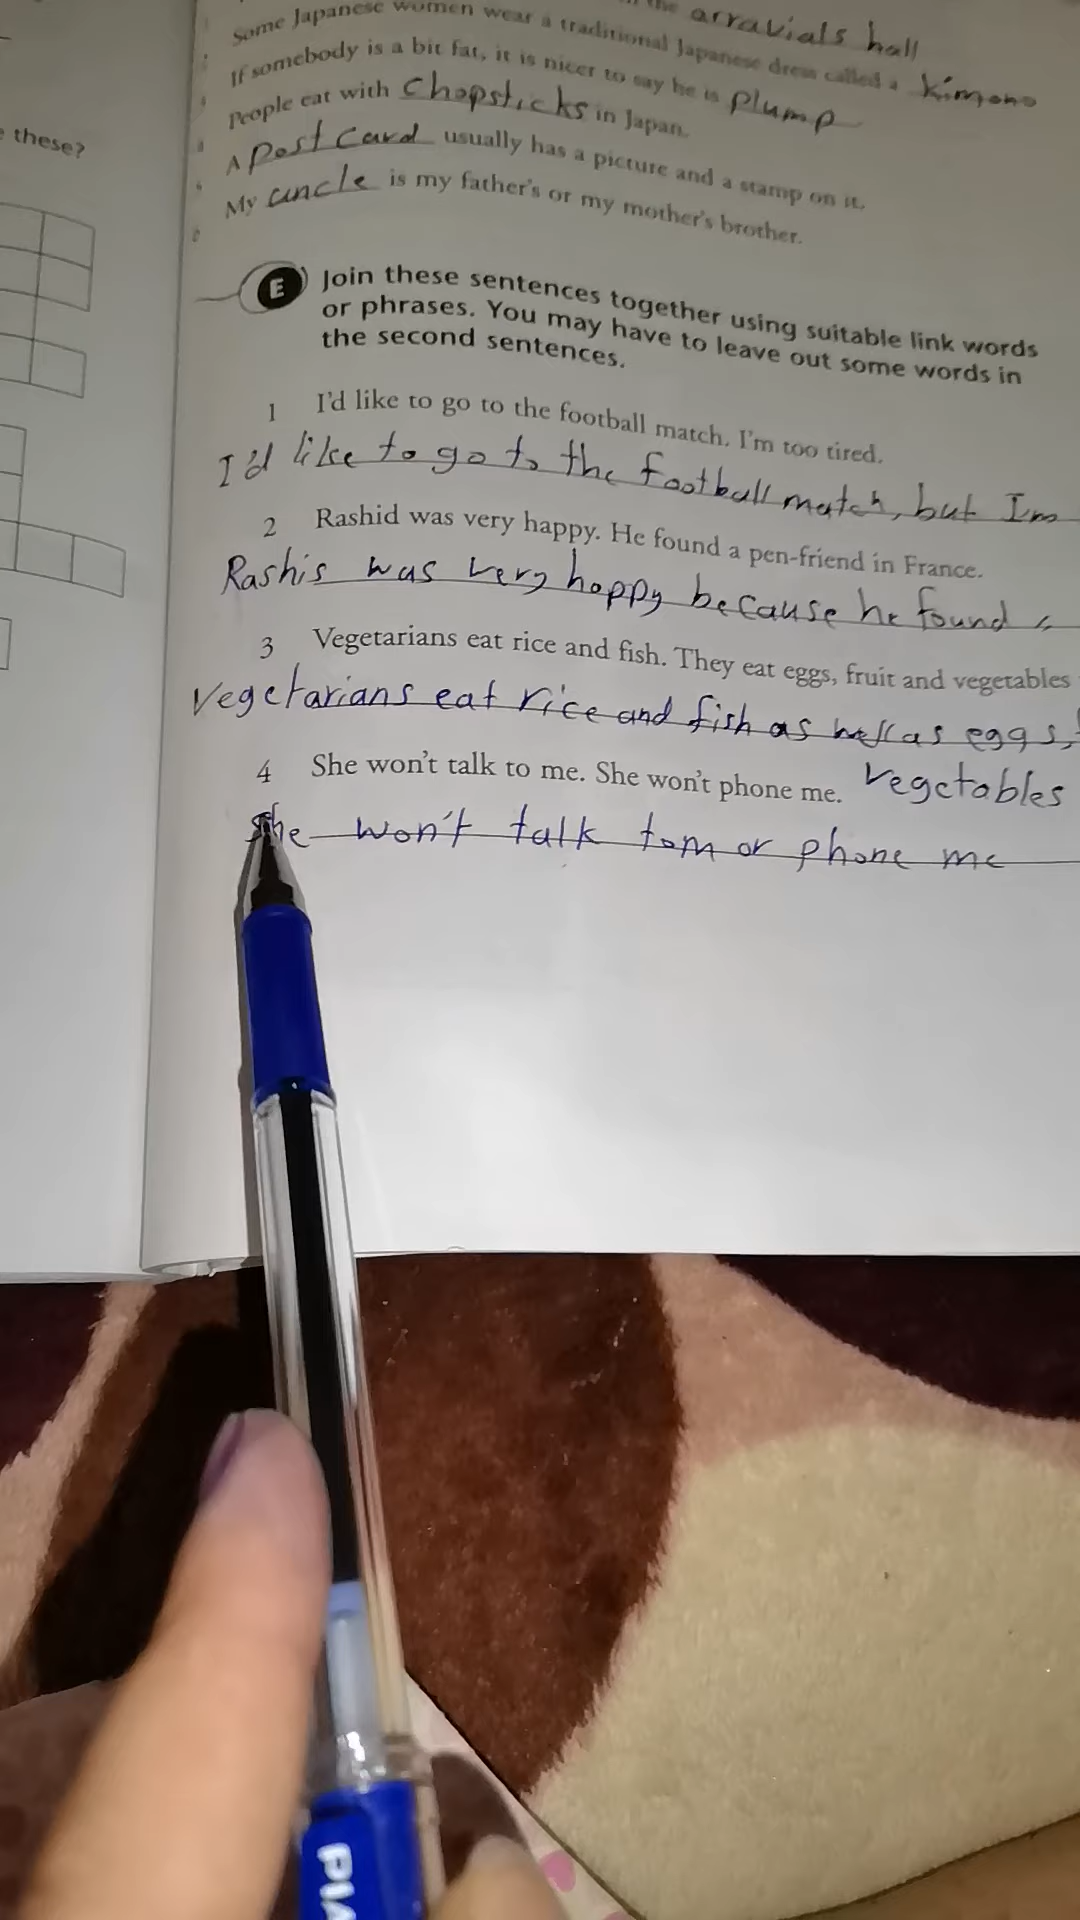 the arravials hall
Some Japanese women wear a traditional Japanese dress called a Kimono
If somebody is a bit fat, it is nicer to say he is plump
People eat with Chopsticks in Japan.
A post card usually has a picture and a stamp on it.
My uncle is my father's or my mother's brother.
these?
E Join these sentences together using suitable link words
or phrases. You may have to leave out some words in
the second sentences.
1 I'd like to go to the football match. I'm too tired.
I'd like to go to the football match, but Im
2 Rashid was very happy. He found a pen-friend in France.
Rashis was very happy because he found
3 Vegetarians eat rice and fish. They eat eggs, fruit and vegetables
Vegetarians eat rice and fish as well as eggs,
4 She won't talk to me. She won't phone me. Vegetables
She won't talk tom or phone me
PIA